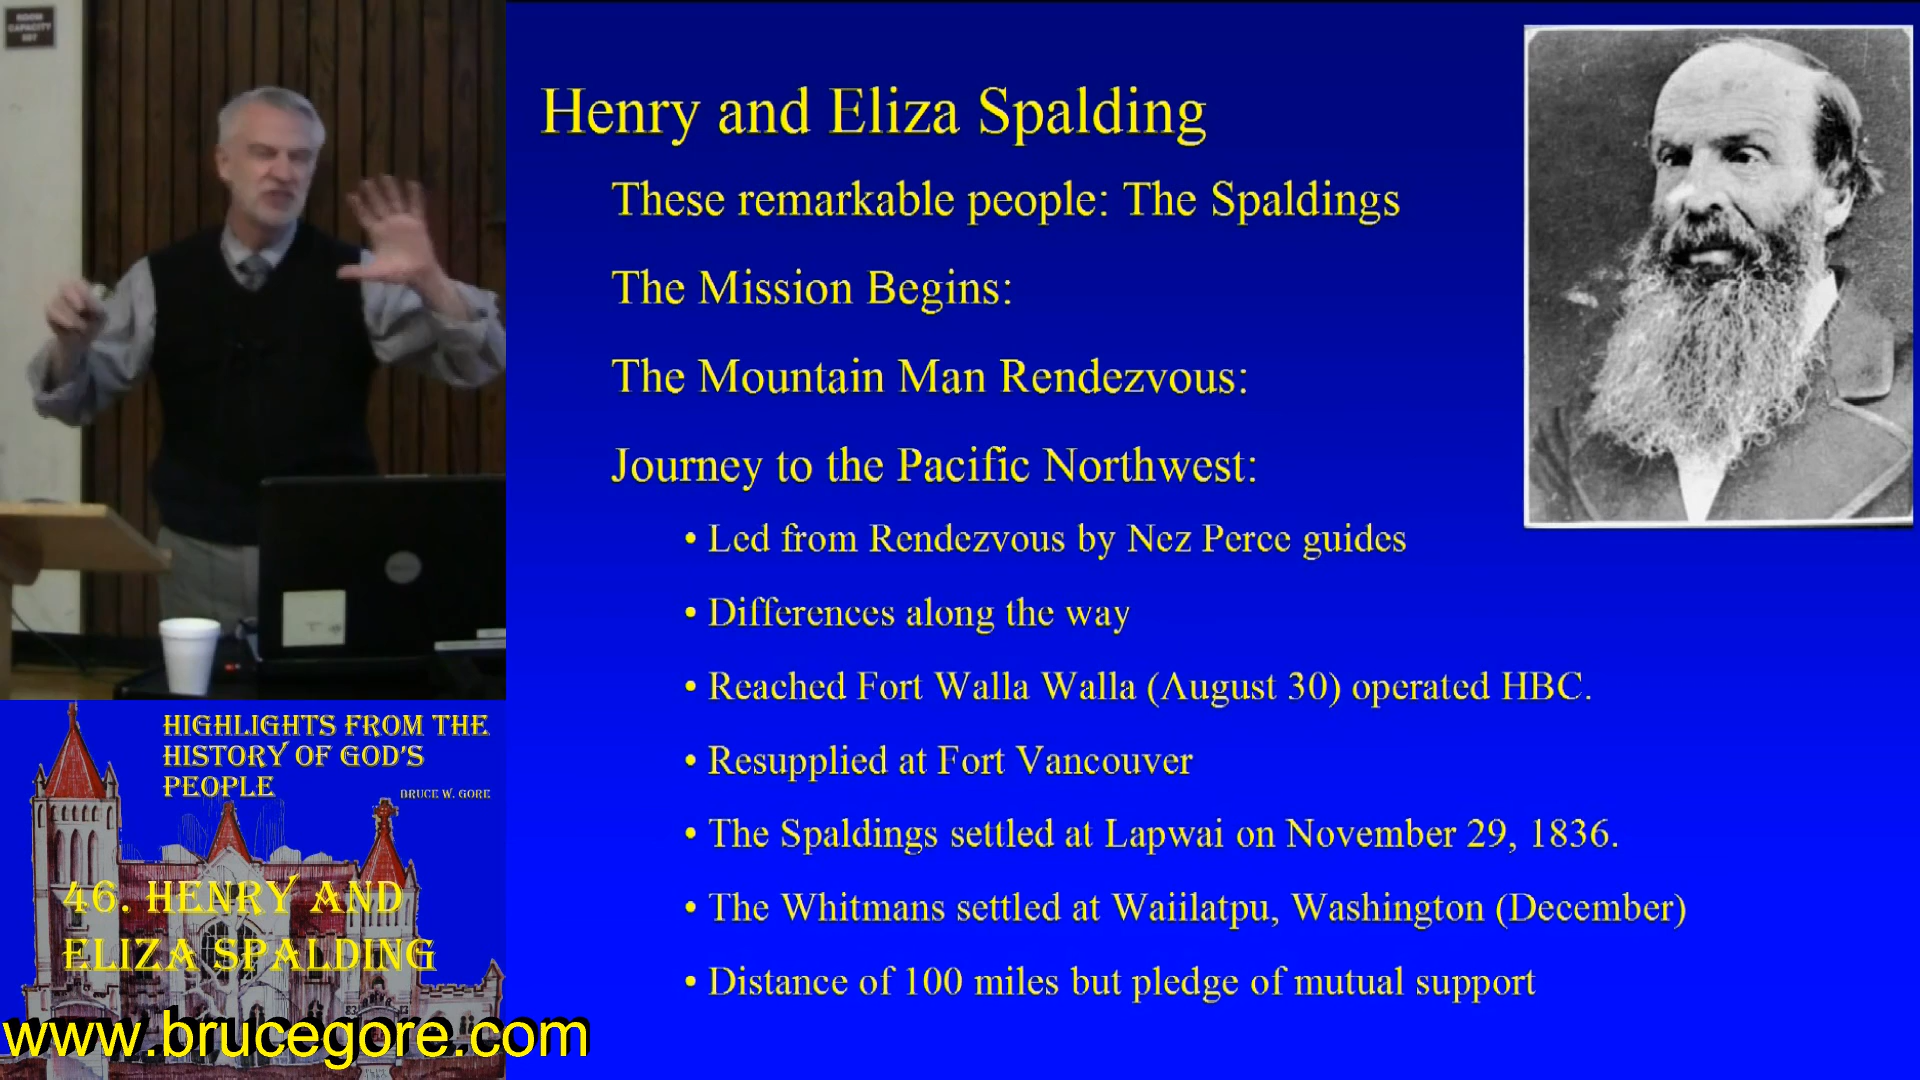 ROOM
CAPACITY
Henry and Eliza Spalding
These remarkable people: The Spaldings
The Mission Begins:
The Mountain Man Rendezvous:
Journey to the Pacific Northwest:
• Led from Rendezvous by Nez Perce guides
• Differences along the way
• Reached Fort Walla Walla (August 30) operated HBC.
• Resupplied at Fort Vancouver
• The Spaldings settled at Lapwai on November 29, 1836.
• The Whitmans settled at Waiilatpu, Washington (December)
• Distance of 100 miles but pledge of mutual support
HIGHLIGHTS FROM THE
HISTORY OF GOD'S
PEOPLE
BRUCE W. GORE
46. HENRY AND
ELIZA SPALDING
www.brucegore.com